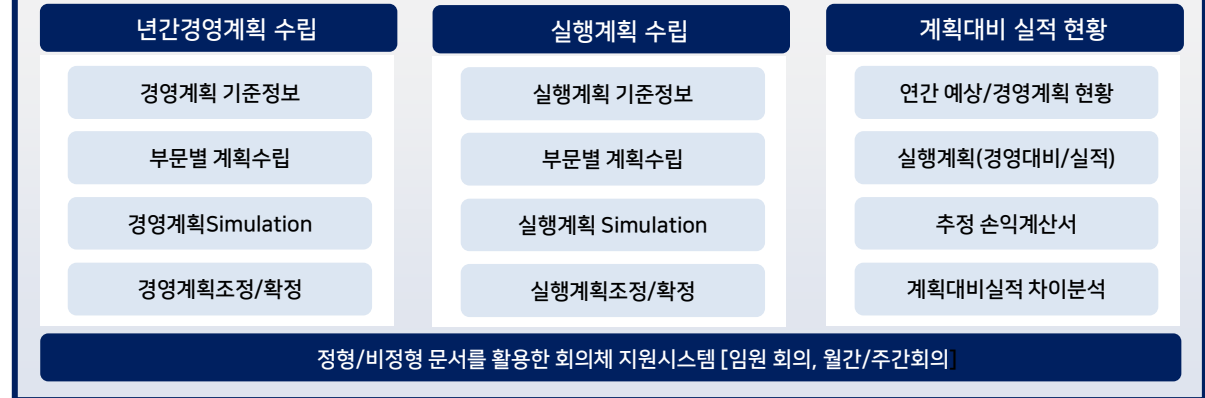 년간경영계획 수립
경영계획 기준정보
부문별 계획수립
경영계획Simulation
경영계획조정/확정
실행계획 수립
실행계획 기준정보
부문별 계획수립
실행계획 Simulation
실행계획조정/확정
계획대비 실적 현황
연간 예상/경영계획 현황
실행계획(경영대비/실적)
추정 손익계산서
계획대비실적 차이분석
정형/비정형 문서를 활용한 회의체 지원시스템 [임원 회의, 월간/주간회의]